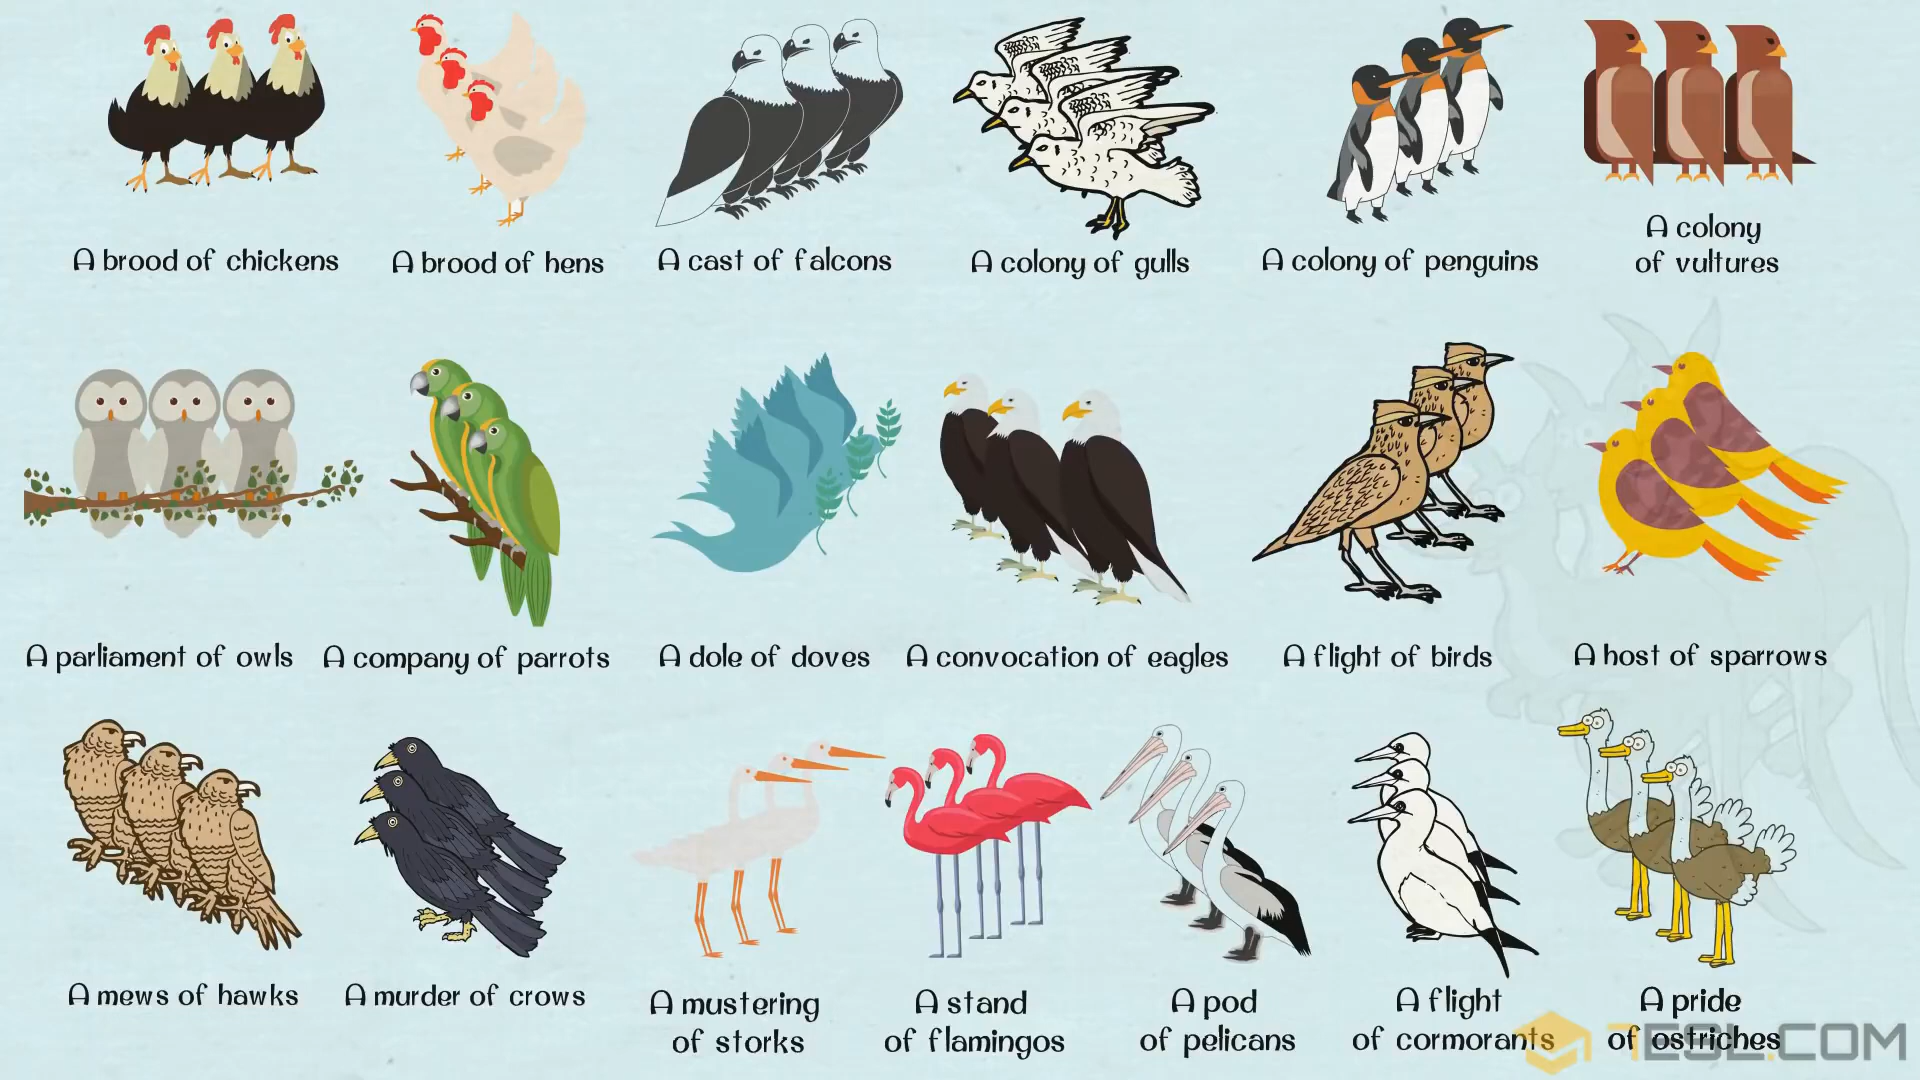 A brood of chickens
A brood of hens
A cast of falcons
A colony of gulls
A colony of penguins
A colony
of vultures
A parliament of owls
A company of parrots
A dole of doves
A convocation of eagles
A flight of birds
A host of sparrows
A mews of hawks
A murder of crows
A mustering
of storks
A stand
of flamingos
A pod
of pelicans
A flight
of cormorants
A pride
of ostriches
7ESL.COM